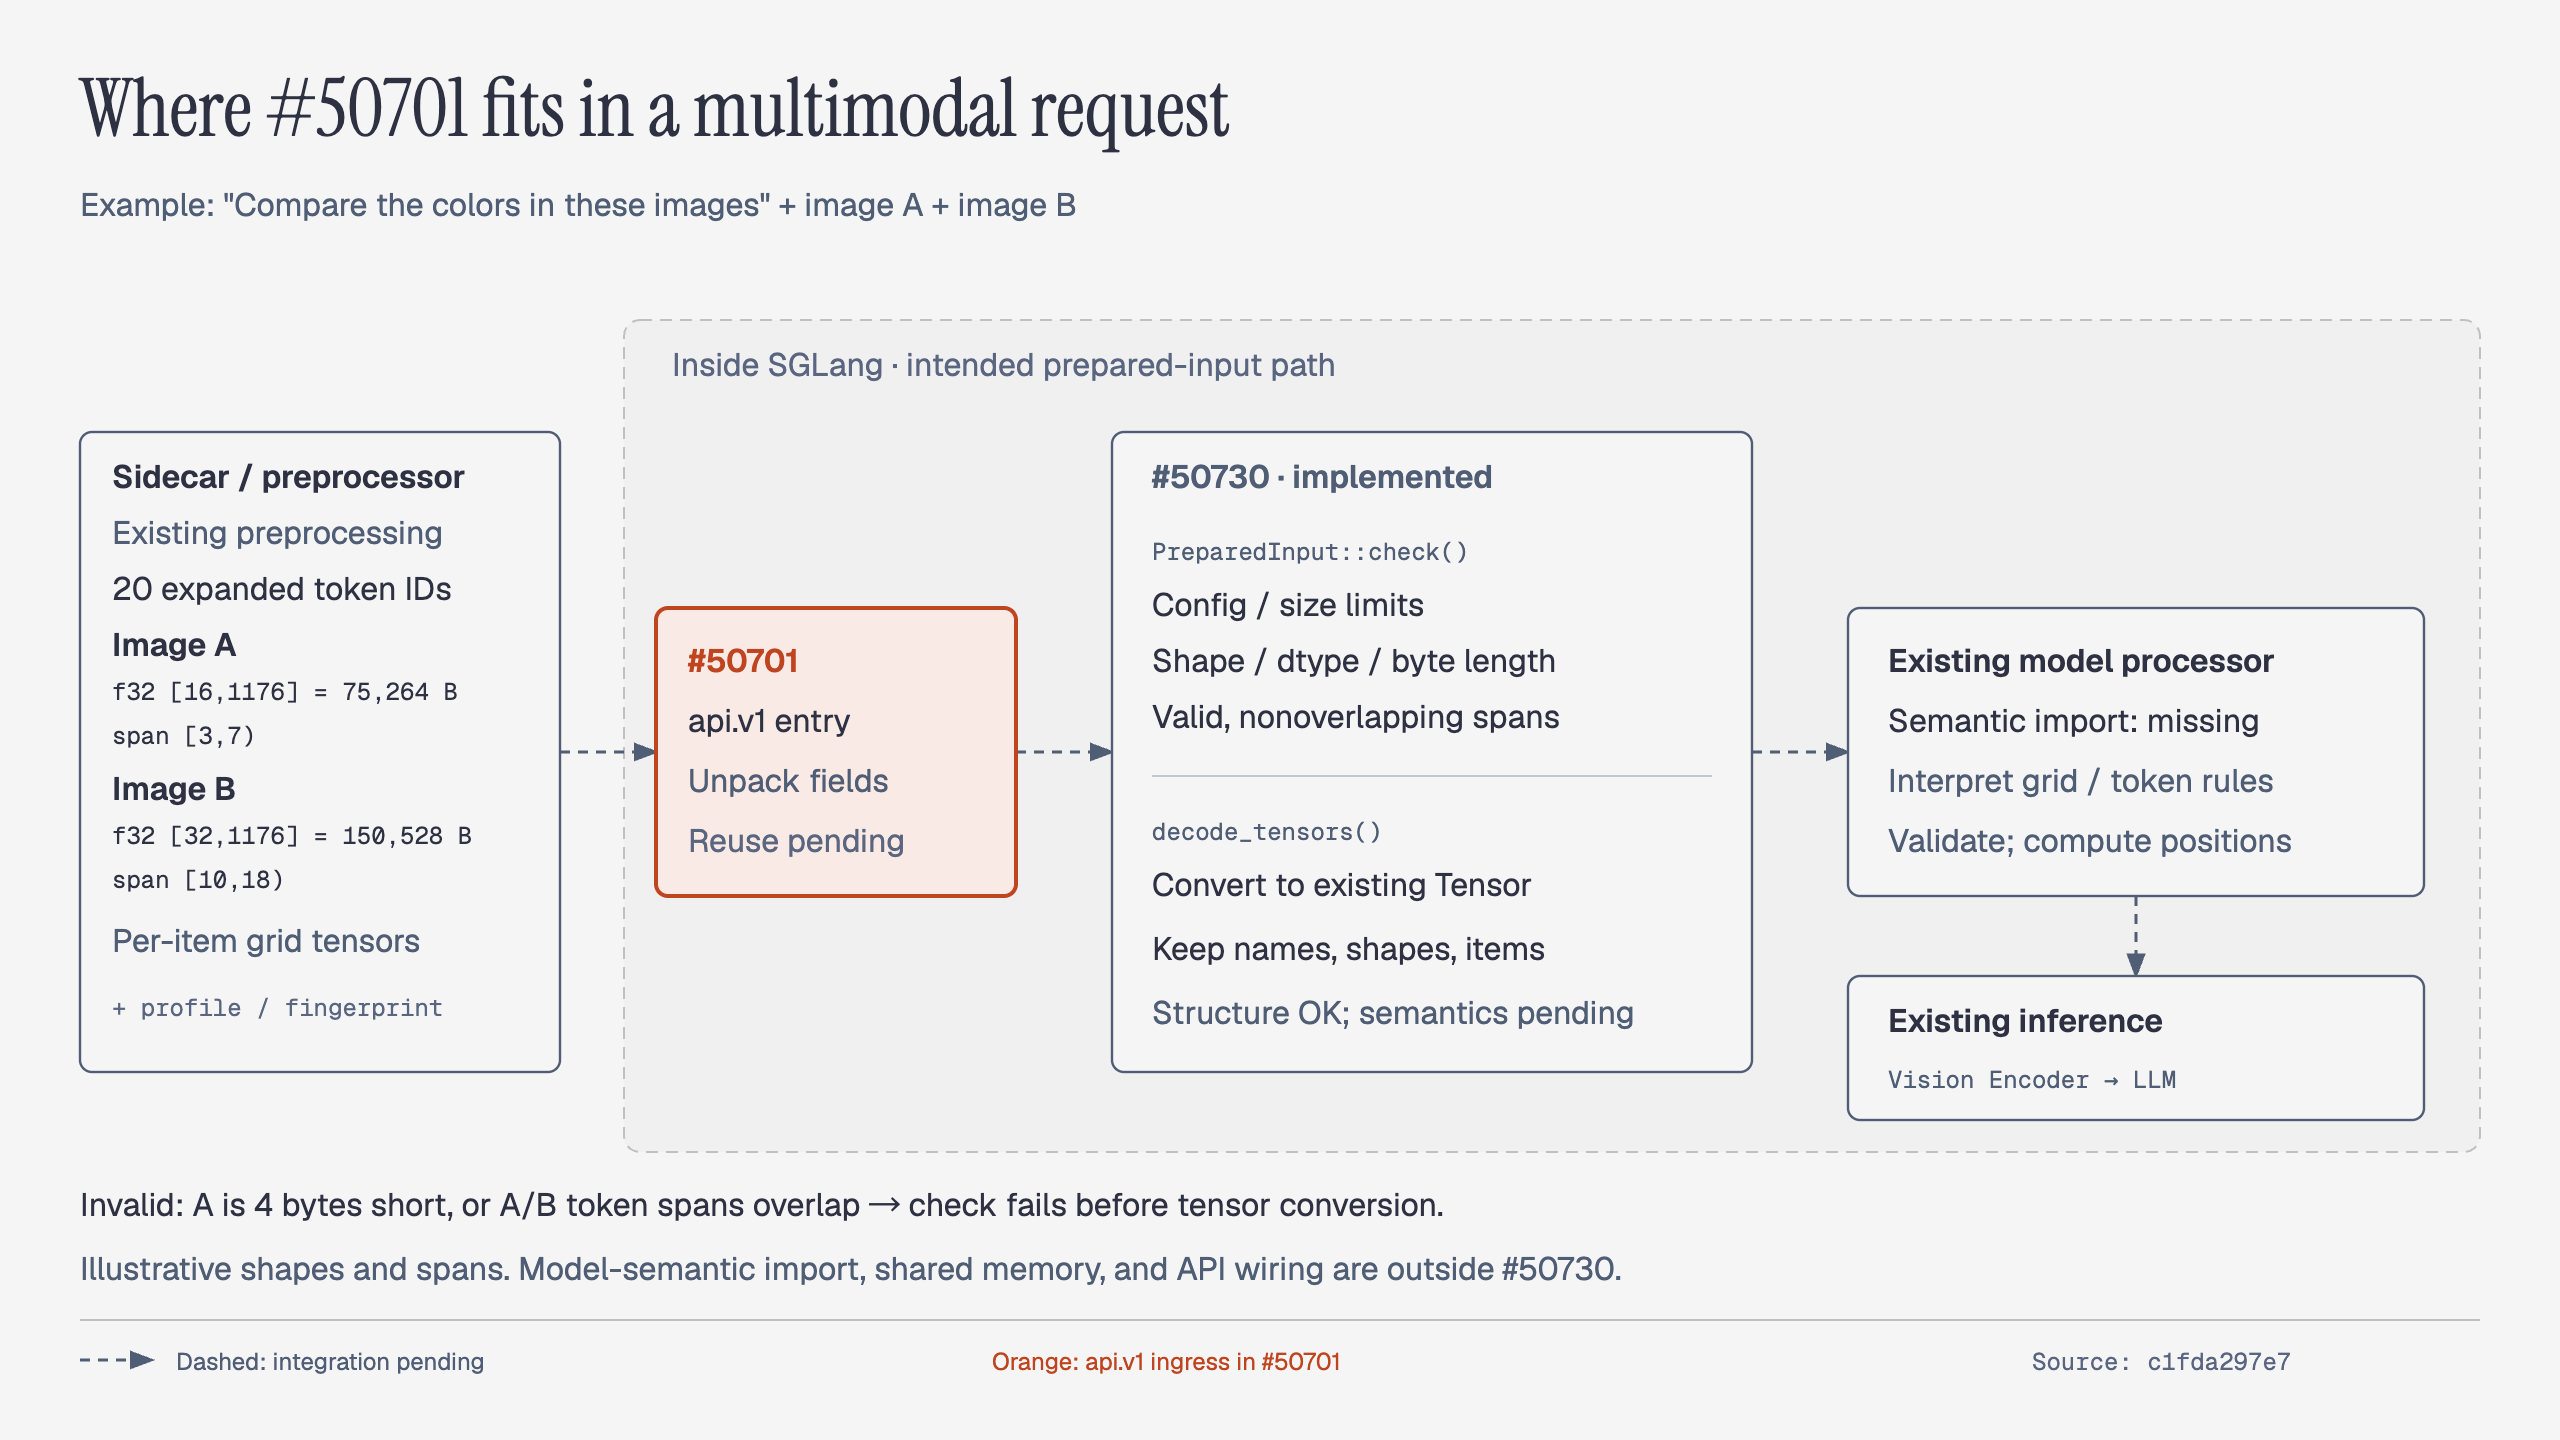 Where #50701 fits in a multimodal request
Example: "Compare the colors in these images" + image A + image B
Inside SGLang · intended prepared-input path
Sidecar / preprocessor
Existing preprocessing
20 expanded token IDs
Image A
f32 [16,1176] = 75,264 B
span [3,7)
Image B
f32 [32,1176] = 150,528 B
span [10,18)
Per-item grid tensors
+ profile / fingerprint
#50701
api.v1 entry
Unpack fields
Reuse pending
#50730 · implemented
PreparedInput::check()
Config / size limits
Shape / dtype / byte length
Valid, nonoverlapping spans
decode_tensors()
Convert to existing Tensor
Keep names, shapes, items
Structure OK; semantics pending
Existing model processor
Semantic import: missing
Interpret grid / token rules
Validate; compute positions
Existing inference
Vision Encoder → LLM
Invalid: A is 4 bytes short, or A/B token spans overlap → check fails before tensor conversion.
Illustrative shapes and spans. Model-semantic import, shared memory, and API wiring are outside #50730.
Dashed: integration pending
Orange: api.v1 ingress in #50701
Source: c1fda297e7